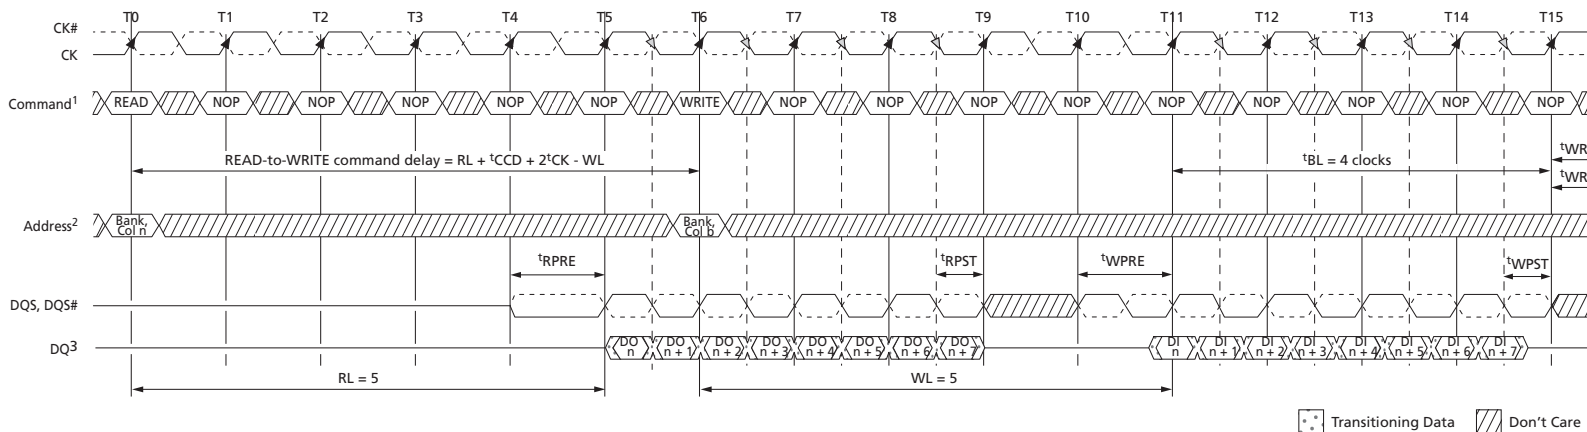 T0 T1 T2 T3 T4 T5 T6 T7 T8 T9 T10 T11 T12 T13 T14 T15
CK#
CK
Command1 READ NOP NOP NOP NOP NOP WRITE NOP NOP NOP NOP NOP NOP NOP NOP NOP
READ-to-WRITE command delay = RL + tCCD + 2tCK - WL
tBL = 4 clocks
tWR
tWR
Address2
Bank,
Col n
Bank,
Col b
tRPRE tRPST tWPRE tWPST
DQS, DQS#
DQ3
DO DO DO DO DO DO DO DO DI DI DI DI DI DI DI DI
n n + 1 n + 2 n + 3 n + 4 n + 5 n + 6 n + 7 n n + 1 n + 2 n + 3 n + 4 n + 5 n + 6 n + 7
RL = 5 WL = 5
Transitioning Data Don't Care